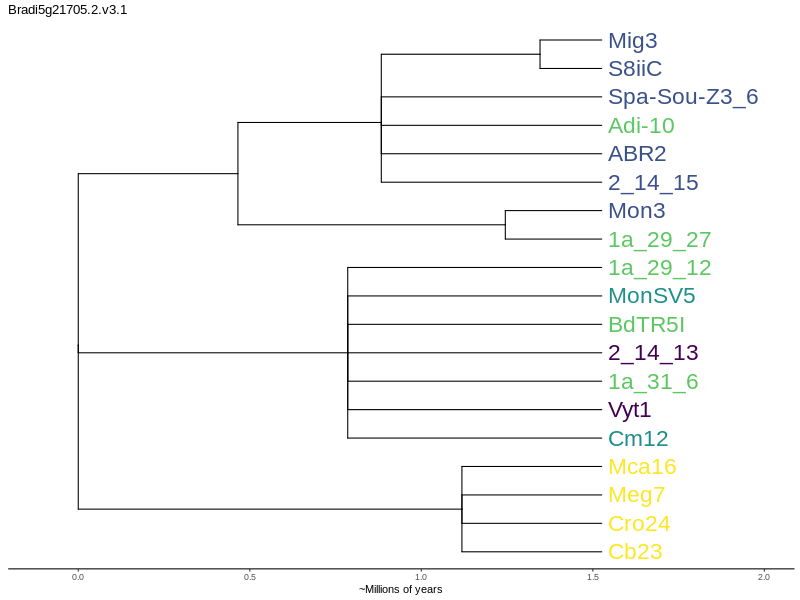 Bradi5g21705.2.v3.1
Mig3
S8iiC
Spa-Sou-Z3_6
Adi-10
ABR2
2_14_15
Mon3
1a_29_27
1a_29_12
MonSV5
BdTR5I
2_14_13
1a_31_6
Vyt1
Cm12
Mca16
Meg7
Cro24
Cb23
0.0 0.5 1.0 1.5 2.0
~Millions of years